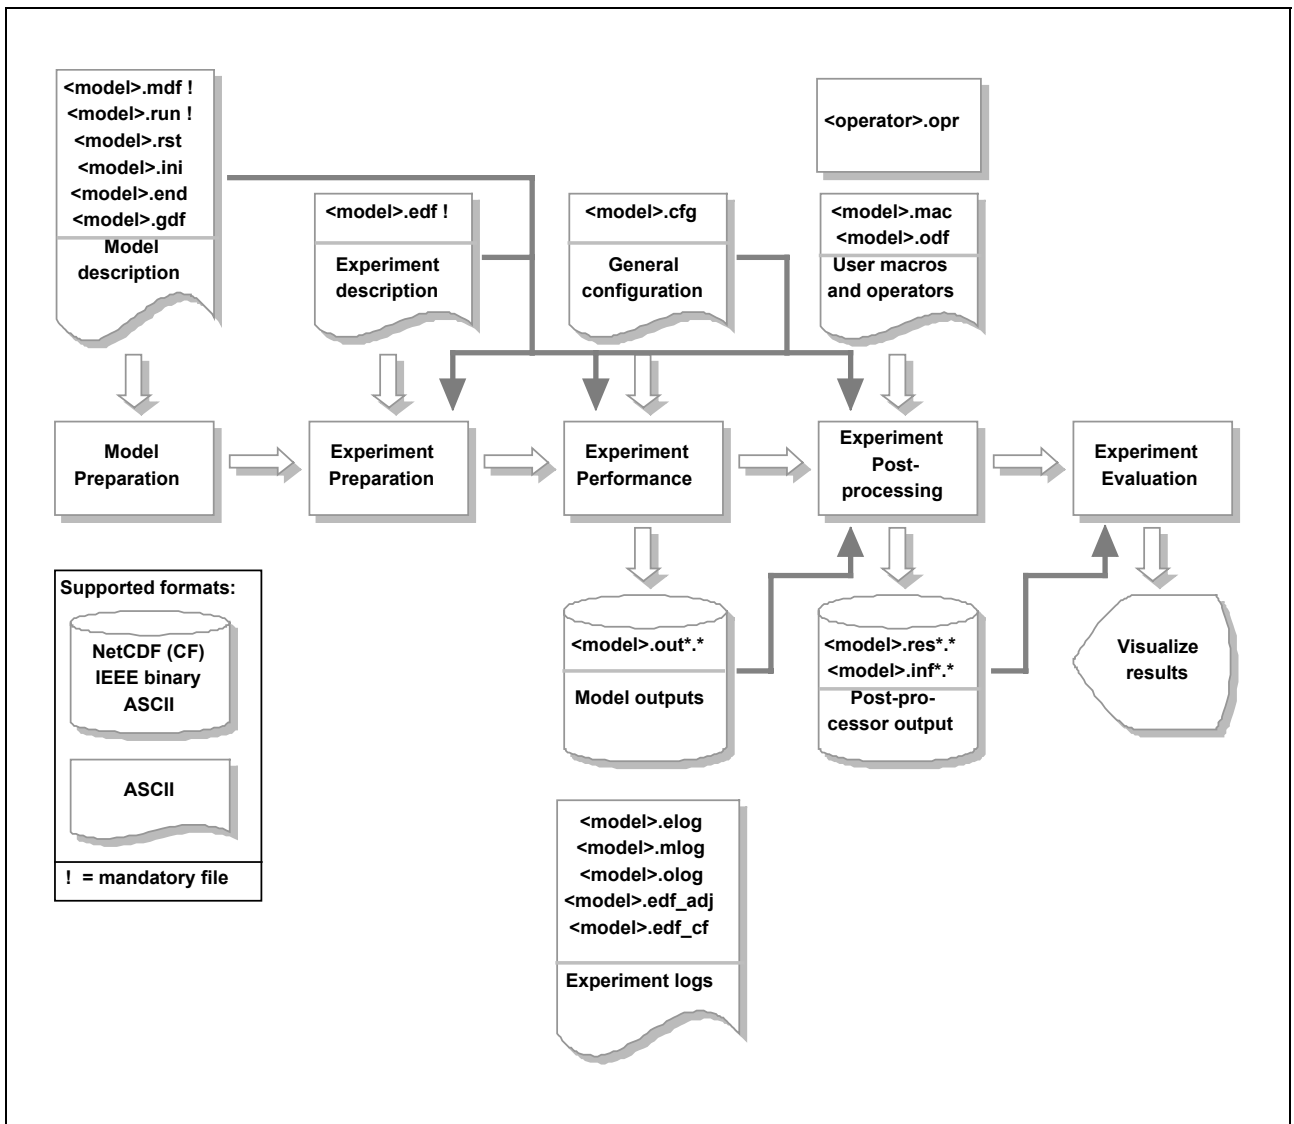 <model>.mdf !
<model>.run !
<model>.rst
<model>.ini
<model>.end
<model>.gdf
Model
description
<model>.edf !
Experiment
description
<model>.cfg
General
configuration
<operator>.opr
<model>.mac
<model>.odf
User macros
and operators
Model
Preparation
Experiment
Preparation
Experiment
Performance
Experiment
Post-
processing
Experiment
Evaluation
Supported formats:
NetCDF (CF)
IEEE binary
ASCII
ASCII
! = mandatory file
<model>.out*.*
Model outputs
<model>.res*.*
<model>.inf*.*
Post-pro-
cessor output
Visualize
results
<model>.elog
<model>.mlog
<model>.olog
<model>.edf_adj
<model>.edf_cf
Experiment logs